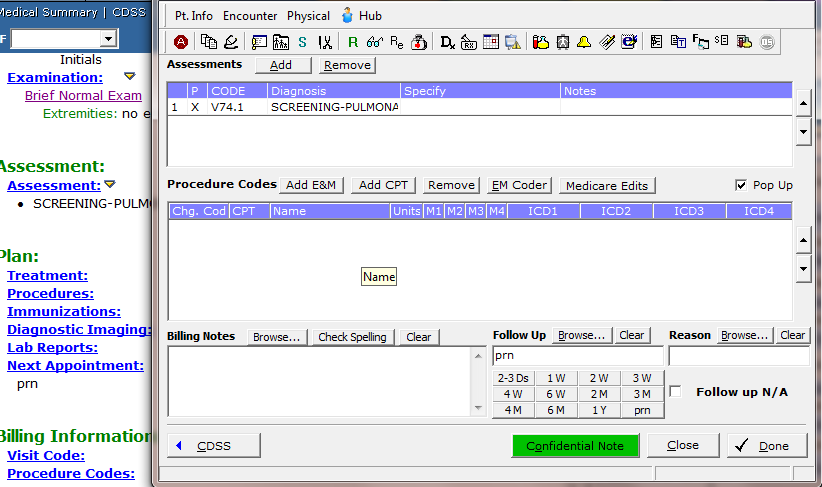 Medical Summary | CDSS
F
Initials
Examination:
Brief Normal Exam
Extremities: no e
Assessment:
Assessment:
• SCREENING-PULM
Plan:
Treatment:
Procedures:
Immunizations:
Diagnostic Imaging:
Lab Reports:
Next Appointment:
prn
Billing Information
Visit Code:
Procedure Codes:
Pt. Info Encounter Physical Hub
A S R Re Dx Rx
Assessments Add Remove
P CODE Diagnosis Specify Notes
1 X V74.1 SCREENING-PULMONA
Procedure Codes Add E&M Add CPT Remove EM Coder Medicare Edits Pop Up
Chg. Cod CPT Name Units M1 M2 M3 M4 ICD1 ICD2 ICD3 ICD4
Name
Billing Notes Browse... Check Spelling Clear Follow Up Browse... Clear Reason Browse... Clear
prn
2-3 Ds 1 W 2 W 3 W
4 W 6 W 2 M 3 M
4 M 6 M 1 Y prn
Follow up N/A
CDSS Confidential Note Close Done